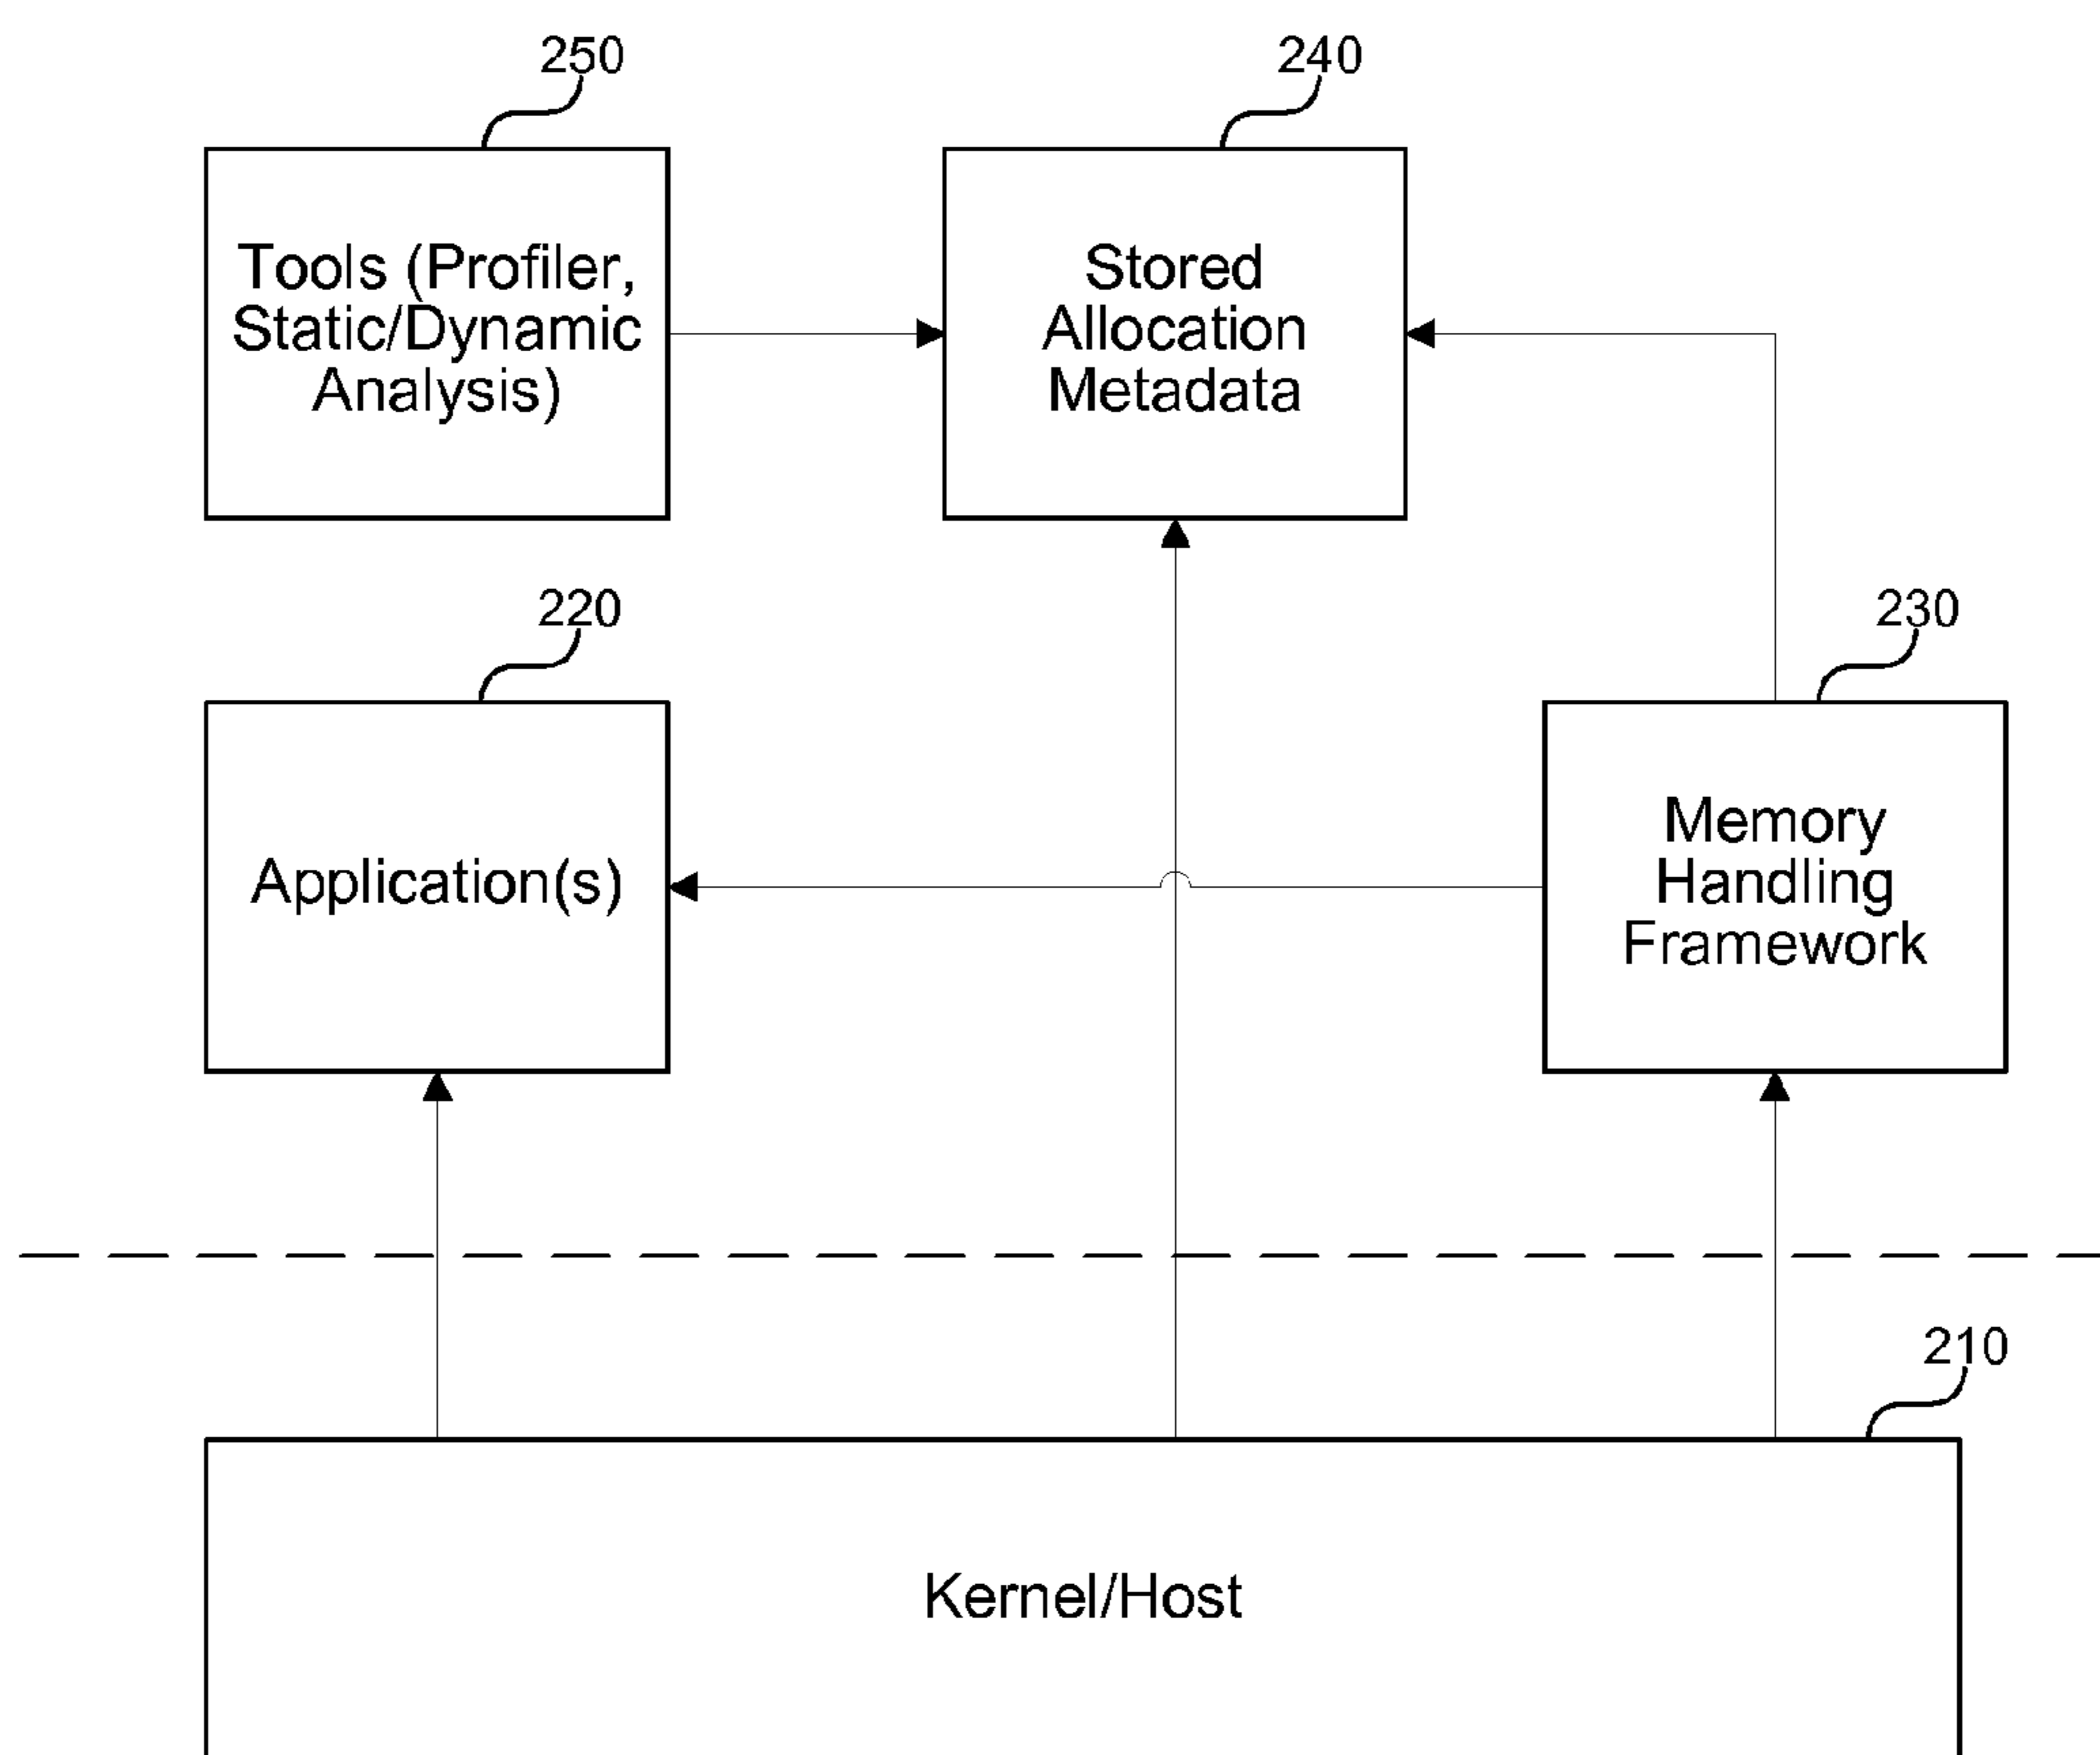 250
240
Tools (Profiler,
Static/Dynamic
Analysis)
Stored
Allocation
Metadata
220
230
Application(s)
Memory
Handling
Framework
210
Kernel/Host